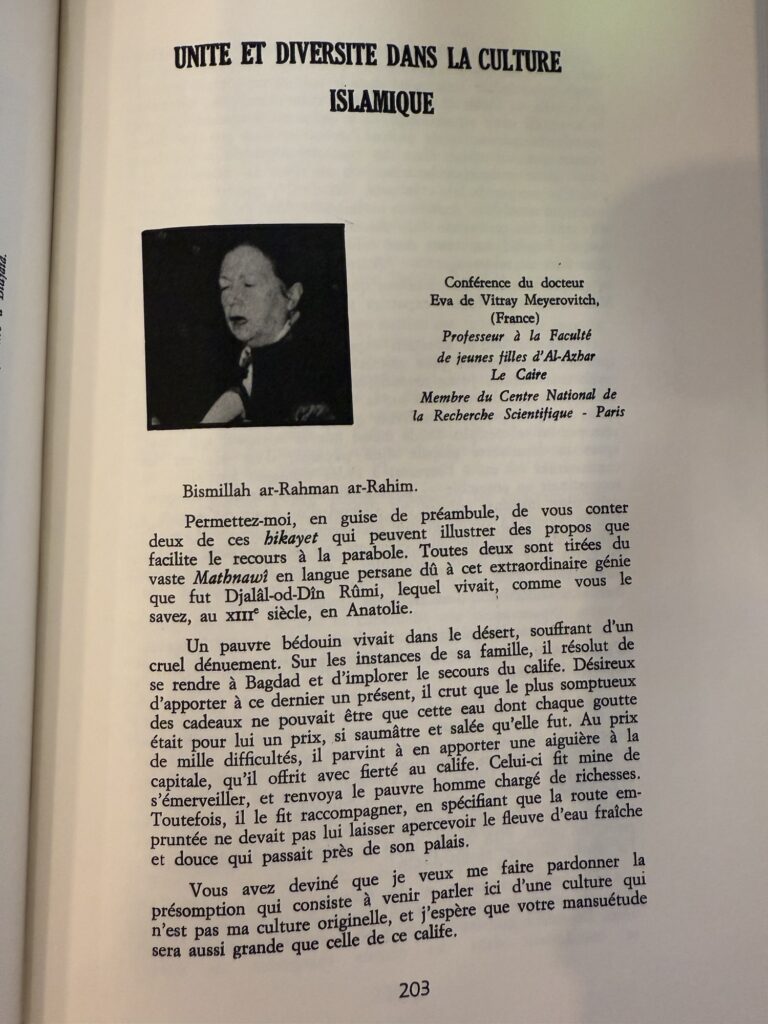 UNITE ET DIVERSITE DANS LA CULTURE
ISLAMIQUE
Conférence du docteur
Eva de Vitray Meyerovitch,
(France)
Professeur à la Faculté
de jeunes filles d'Al-Azhar
Le Caire
Membre du Centre National de
la Recherche Scientifique - Paris
Bismillah ar-Rahman ar-Rahim.
Permettez-moi, en guise de préambule, de vous conter
deux de ces hikayet qui peuvent illustrer des propos que
facilite le recours à la parabole. Toutes deux sont tirées du
vaste Mathnawî en langue persane dû à cet extraordinaire génie
que fut Djalâl-od-Dîn Rûmi, lequel vivait, comme vous le
savez, au XIIIe siècle, en Anatolie.
Un pauvre bédouin vivait dans le désert, souffrant d'un
cruel dénuement. Sur les instances de sa famille, il résolut de
se rendre à Bagdad et d'implorer le secours du calife. Désireux
d'apporter à ce dernier un présent, il crut que le plus somptueux
des cadeaux ne pouvait être que cette eau dont chaque goutte
était pour lui un prix, si saumâtre et salée qu'elle fut. Au prix
de mille difficultés, il parvint à en apporter une aiguière à la
capitale, qu'il offrit avec fierté au calife. Celui-ci fit mine de
s'émerveiller, et renvoya le pauvre homme chargé de richesses.
Toutefois, il le fit raccompagner, en spécifiant que la route em-
pruntée ne devait pas lui laisser apercevoir le fleuve d'eau fraîche
et douce qui passait près de son palais.
Vous avez deviné que je veux me faire pardonner la
présomption qui consiste à venir parler ici d'une culture qui
n'est pas ma culture originelle, et j'espère que votre mansuétude
sera aussi grande que celle de ce calife.
203